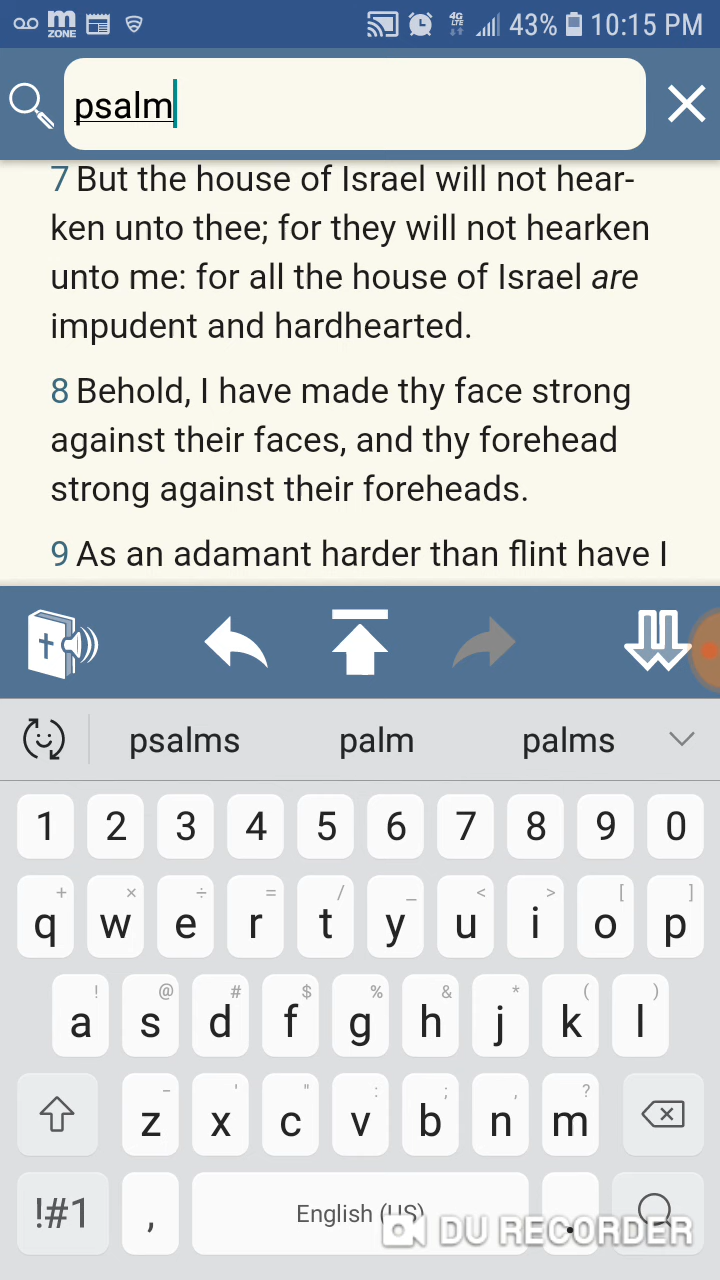 m
ZONE
4G
LTE
43%
10:15 PM
psalm
7 But the house of Israel will not hear-
ken unto thee; for they will not hearken
unto me: for all the house of Israel are
impudent and hardhearted.
8 Behold, I have made thy face strong
against their faces, and thy forehead
strong against their foreheads.
9 As an adamant harder than flint have I
psalms palm palms
1 2 3 4 5 6 7 8 9 0
+ × ÷ = / _ < > [ ]
q w e r t y u i o p
! @ # $ % & * ( )
a s d f g h j k l
- ' " : ; , ?
z x c v b n m
!#1 , English (US) .
DU RECORDER